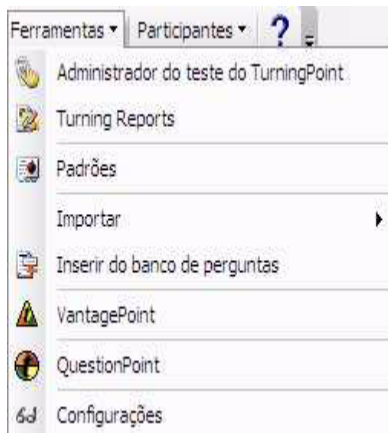 Ferramentas Participantes ?
Administrador do teste do TurningPoint
Turning Reports
Padrões
Importar
Inserir do banco de perguntas
VantagePoint
QuestionPoint
Configurações